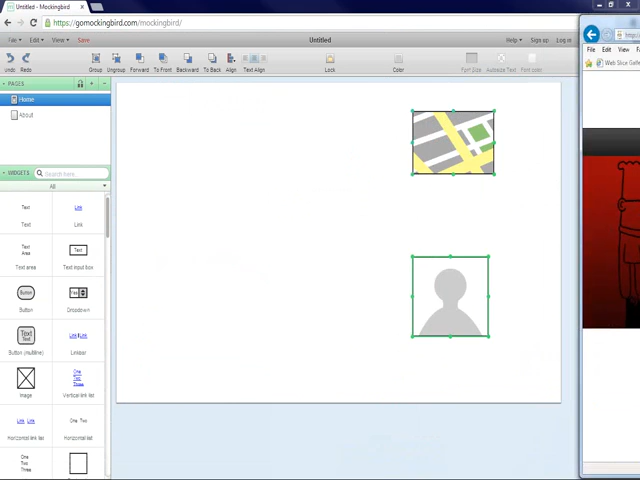 Untitled - Mockingbird
https://gomockingbird.com/mockingbird/
File Edit View Save
Untitled
Help Sign up Log in
Undo Redo
Group Ungroup Forward To Front Backward To Back Align Text Align
Lock
Color
Font Size Autosize Text Font color
PAGES
Home
About
WIDGETS
Search here...
All
Text Link
Text Link
Text
Area
Text
Text area Text input box
Button
Button Dropdown
Text
Text
Link Link
Button (multiline) Linkbar
One
Two
Three
Image Vertical link list
Link Link
One Two
Horizontal link list Horizontal list
One
Two
Three
File Edit View
Web Slice Galle